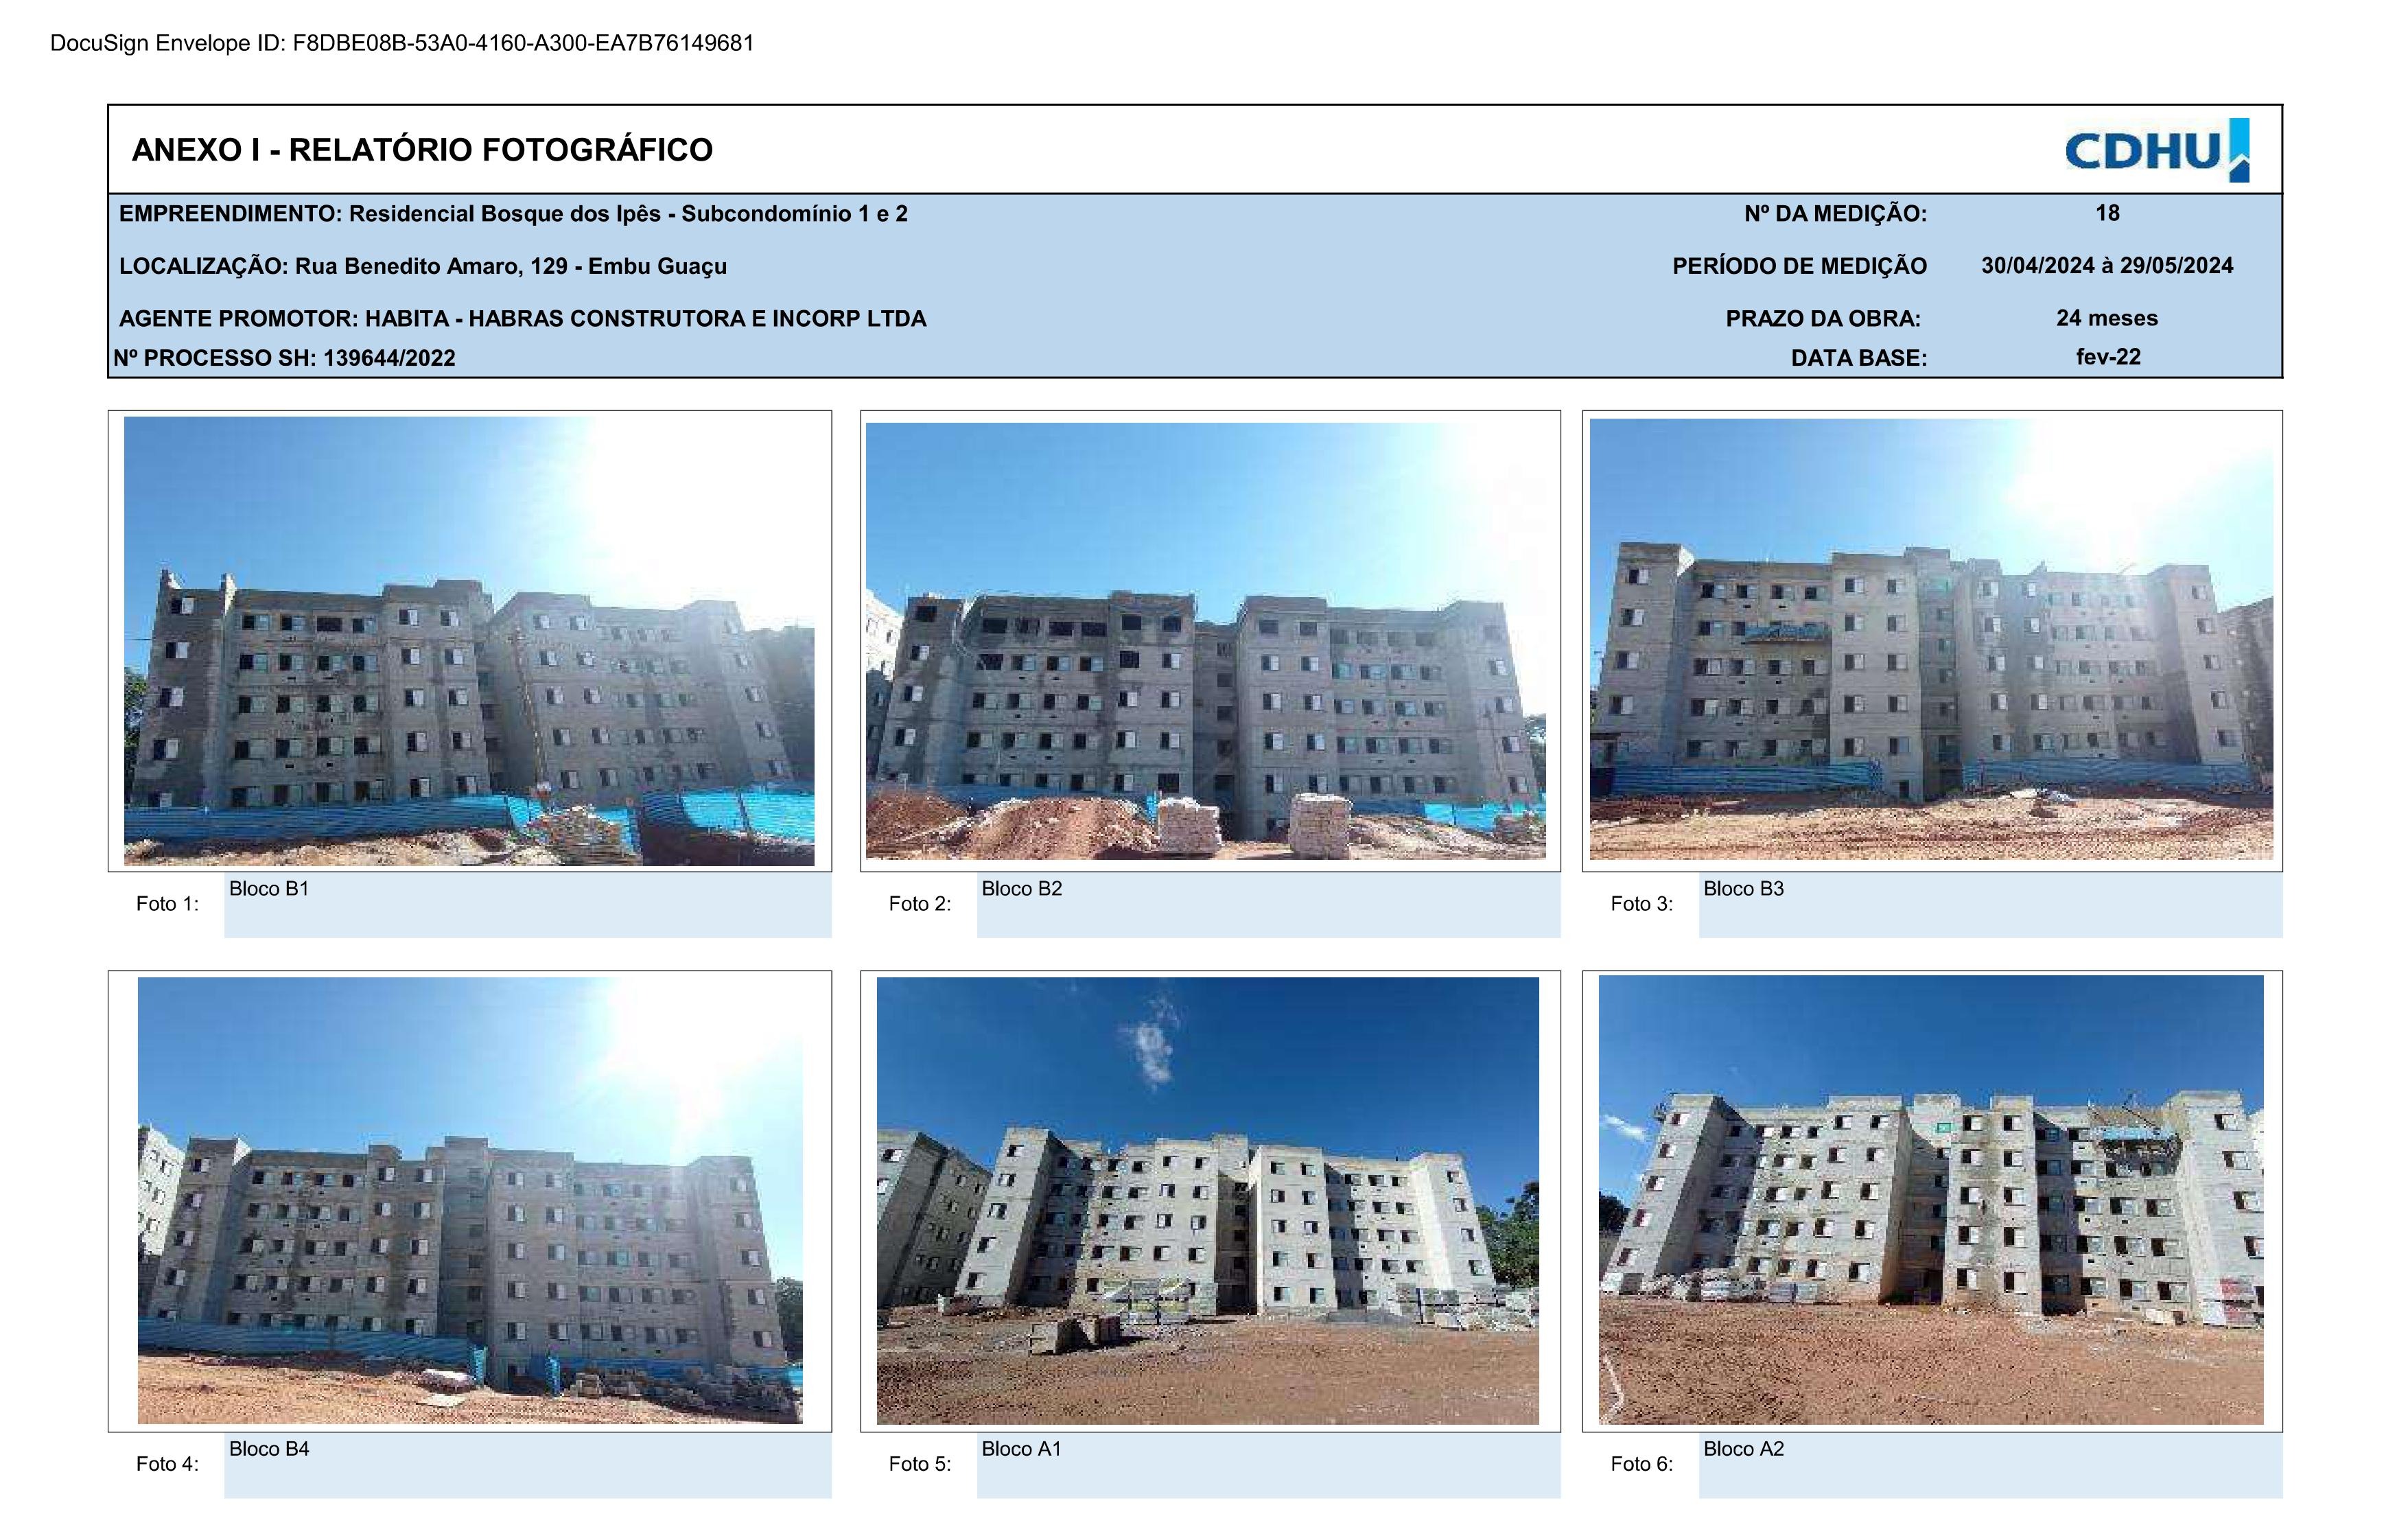 DocuSign Envelope ID: F8DBE08B-53A0-4160-A300-EA7B76149681
ANEXO I - RELATÓRIO FOTOGRÁFICO
CDHU
EMPREENDIMENTO: Residencial Bosque dos Ipês - Subcondomínio 1 e 2
Nº DA MEDIÇÃO: 18
LOCALIZAÇÃO: Rua Benedito Amaro, 129 - Embu Guaçu
PERÍODO DE MEDIÇÃO 30/04/2024 à 29/05/2024
AGENTE PROMOTOR: HABITA - HABRAS CONSTRUTORA E INCORP LTDA
PRAZO DA OBRA: 24 meses
Nº PROCESSO SH: 139644/2022
DATA BASE: fev-22
Foto 1: Bloco B1
Foto 2: Bloco B2
Foto 3: Bloco B3
Foto 4: Bloco B4
Foto 5: Bloco A1
Foto 6: Bloco A2